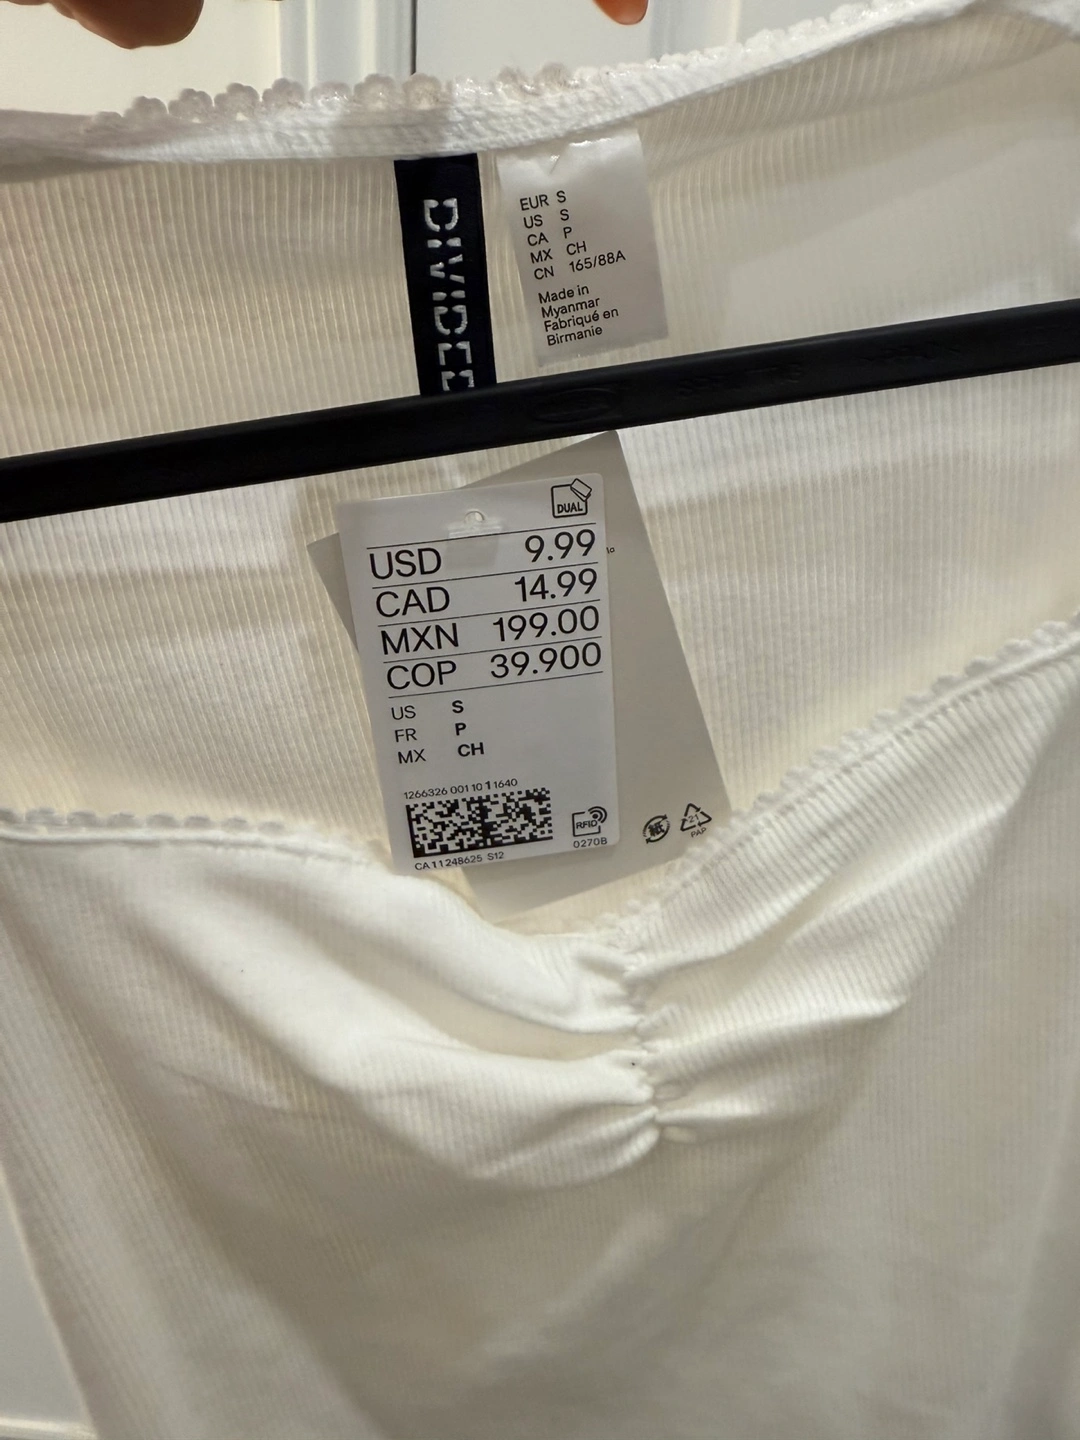 DIVIDED
EUR S
US S
CA P
MX CH
CN 165/88A
Made in
Myanmar
Fabriqué en
Birmanie
DUAL
USD 9.99
CAD 14.99
MXN 199.00
COP 39.900
US S
FR P
MX CH
1266326 001 10 1 1640
CA11248625 S12
RFID
0270B
21
PAP